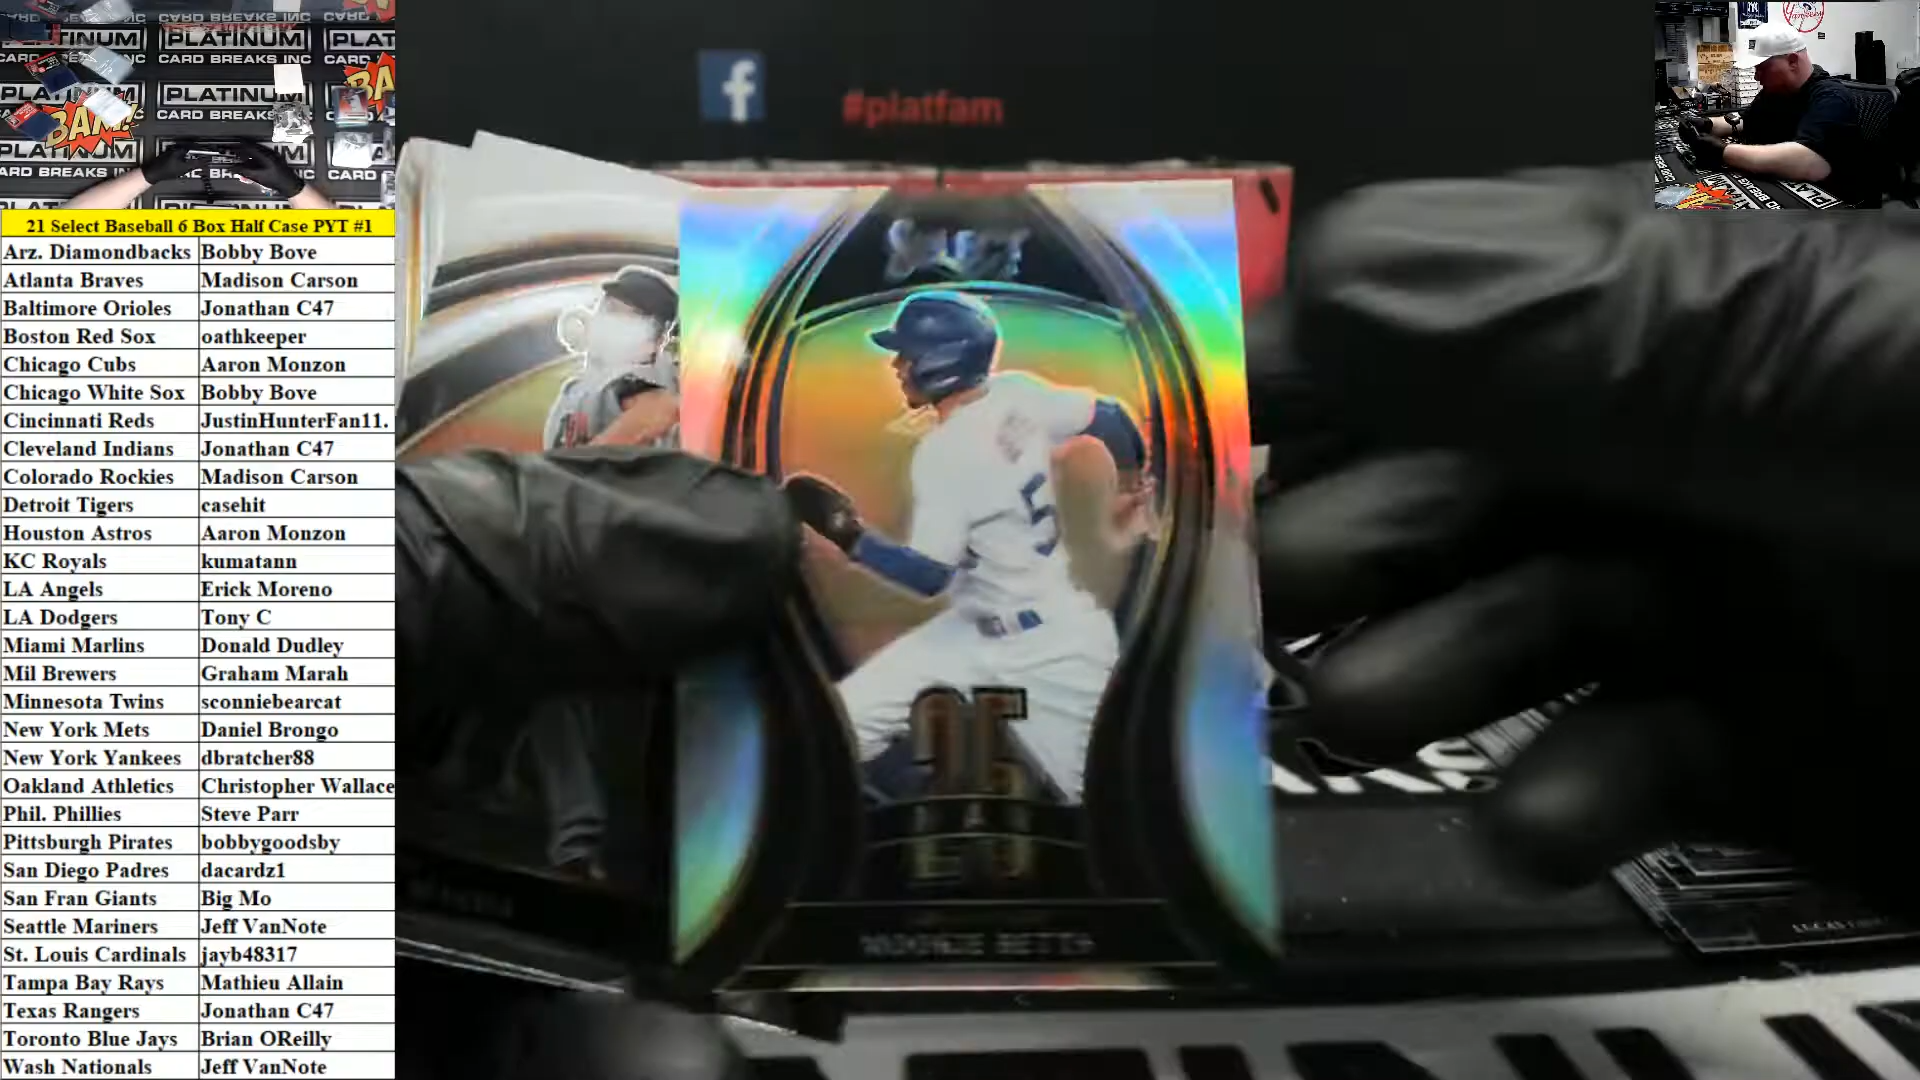 PLATINUM
CARD BREAKS INC
#platfam
21 Select Baseball 6 Box Half Case PYT #1
Arz. Diamondbacks Bobby Bove
Atlanta Braves Madison Carson
Baltimore Orioles Jonathan C47
Boston Red Sox oathkeeper
Chicago Cubs Aaron Monzon
Chicago White Sox Bobby Bove
Cincinnati Reds JustinHunterFan11.
Cleveland Indians Jonathan C47
Colorado Rockies Madison Carson
Detroit Tigers casehit
Houston Astros Aaron Monzon
KC Royals kumatann
LA Angels Erick Moreno
LA Dodgers Tony C
Miami Marlins Donald Dudley
Mil Brewers Graham Marah
Minnesota Twins sconniebearcat
New York Mets Daniel Brongo
New York Yankees dbratcher88
Oakland Athletics Christopher Wallace
Phil. Phillies Steve Parr
Pittsburgh Pirates bobbygoodsby
San Diego Padres dacardz1
San Fran Giants Big Mo
Seattle Mariners Jeff VanNote
St. Louis Cardinals jayb48317
Tampa Bay Rays Mathieu Allain
Texas Rangers Jonathan C47
Toronto Blue Jays Brian OReilly
Wash Nationals Jeff VanNote
SELECT
5
MOOKIE BETTS
BAM!